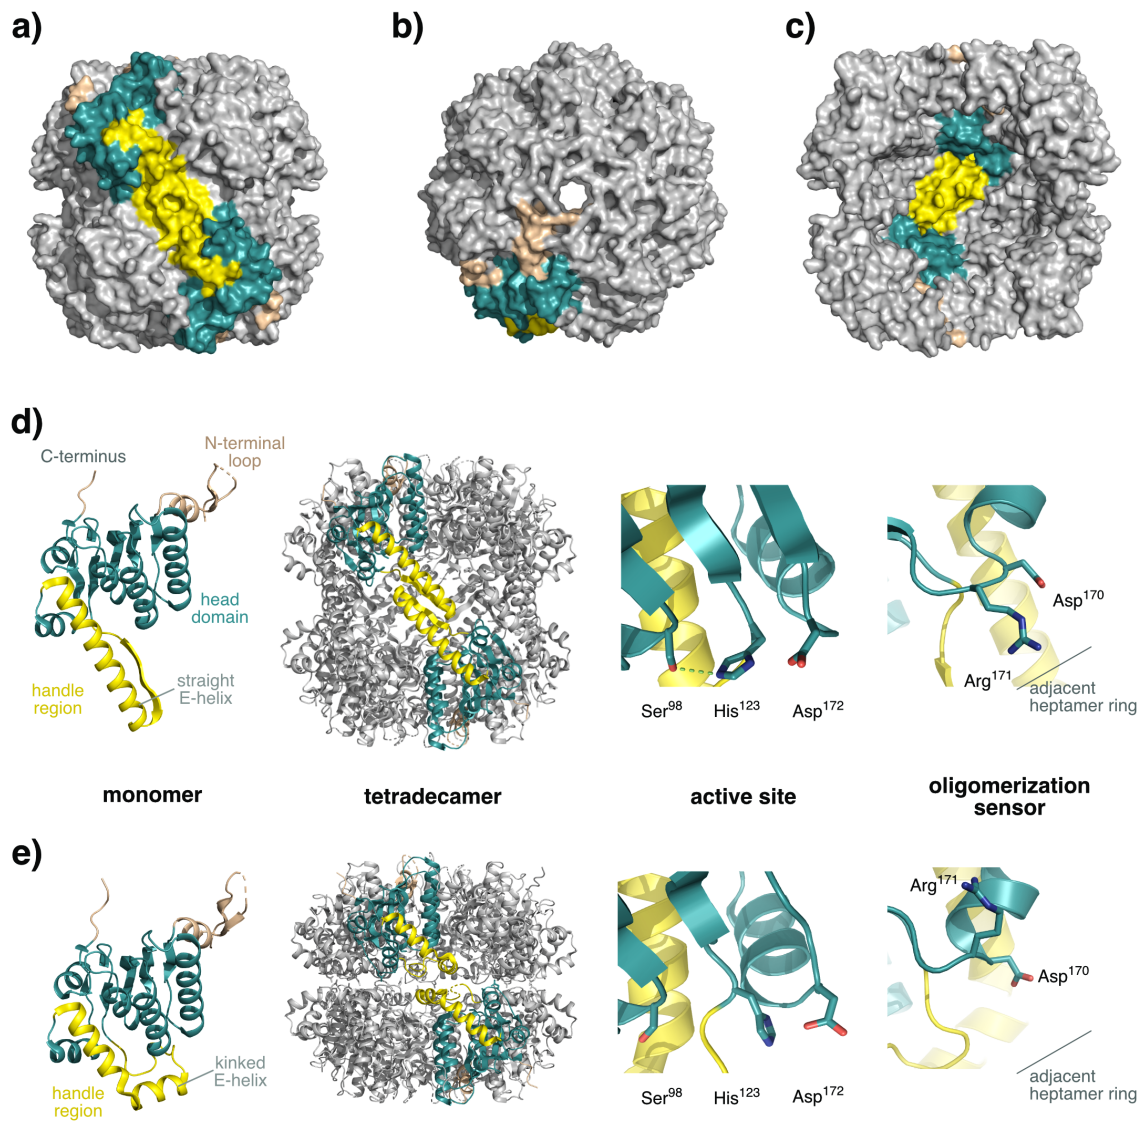 a)
b)
c)
d)
C-terminus
N-terminal
loop
head
domain
handle
region
straight
E-helix
Ser98
His123
Asp172
Asp170
Arg171
adjacent
heptamer ring
monomer
tetradecamer
active site
oligomerization
sensor
e)
handle
region
kinked
E-helix
Ser98
His123
Asp172
Arg171
Asp170
adjacent
heptamer ring